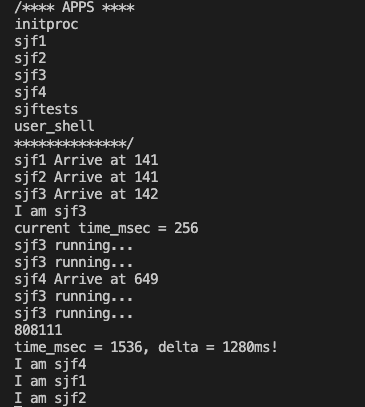 /**** APPS ****
initproc
sjf1
sjf2
sjf3
sjf4
sjftests
user_shell
**************/
sjf1 Arrive at 141
sjf2 Arrive at 141
sjf3 Arrive at 142
I am sjf3
current time_msec = 256
sjf3 running...
sjf3 running...
sjf4 Arrive at 649
sjf3 running...
sjf3 running...
808111
time_msec = 1536, delta = 1280ms!
I am sjf4
I am sjf1
I am sjf2